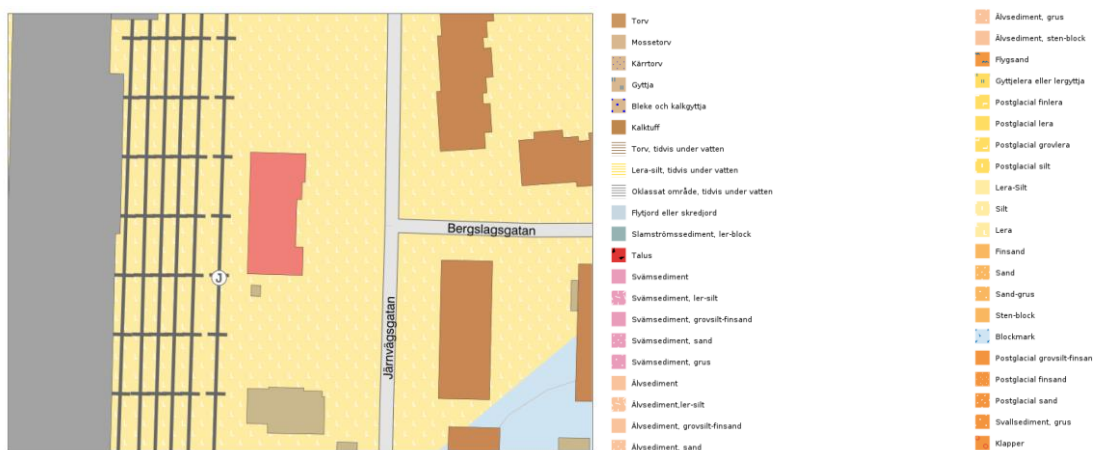 Bergslagsgatan
Järnvägsgatan
J
Torv
Mossetorv
Kärrtorv
Gyttja
Bleke och kalkgyttja
Kalktuff
Torv, tidvis under vatten
Lera-silt, tidvis under vatten
Oklassat område, tidvis under vatten
Flytjord eller skredjord
Slamströmssediment, ler-block
Talus
Svämsediment
Svämsediment, ler-silt
Svämsediment, grovsilt-finsand
Svämsediment, sand
Svämsediment, grus
Älvsediment
Älvsediment,ler-silt
Älvsediment, grovsilt-finsand
Älvsediment, sand
Älvsediment, grus
Älvsediment, sten-block
Flygsand
Gyttjelera eller lergyttja
Postglacial finlera
Postglacial lera
Postglacial grovlera
Postglacial silt
Lera-Silt
Silt
Lera
Finsand
Sand
Sand-grus
Sten-block
Blockmark
Postglacial grovsilt-finsan
Postglacial finsand
Postglacial sand
Svallsediment, grus
Klapper